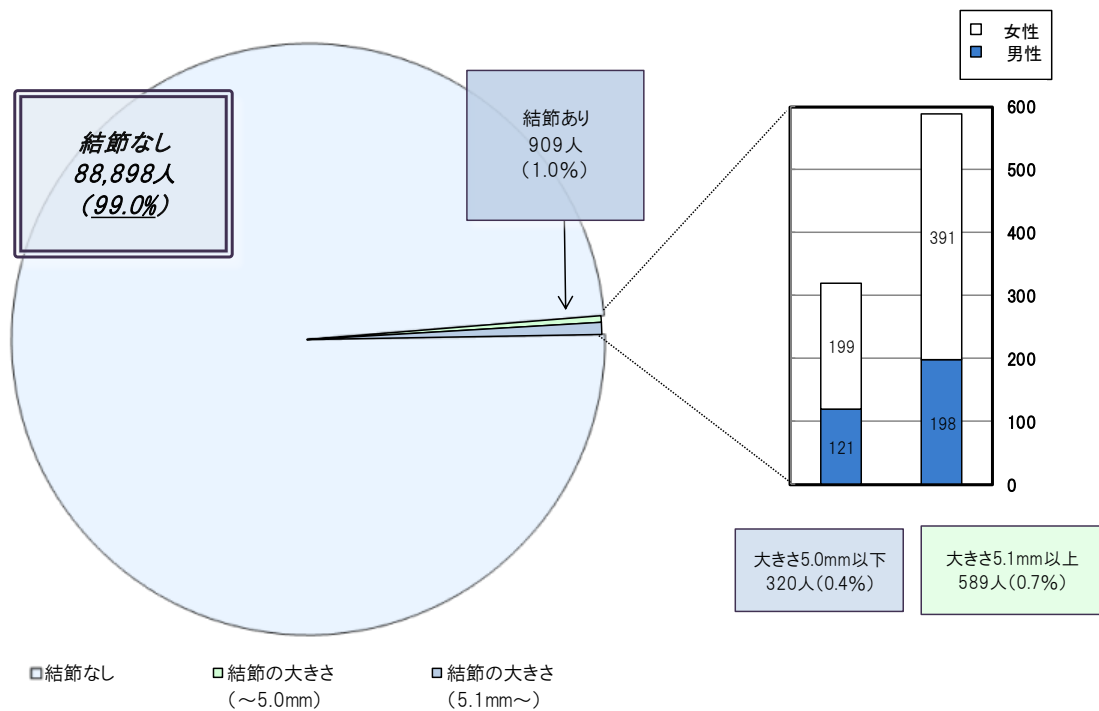 女性
男性
結節なし
88,898人
(99.0%)
結節あり
909人
(1.0%)
600
500
400
300
200
100
0
391
199
198
121
大きさ5.0mm以下
320人(0.4%)
大きさ5.1mm以上
589人(0.7%)
結節なし
結節の大きさ
(～5.0mm)
結節の大きさ
(5.1mm～)